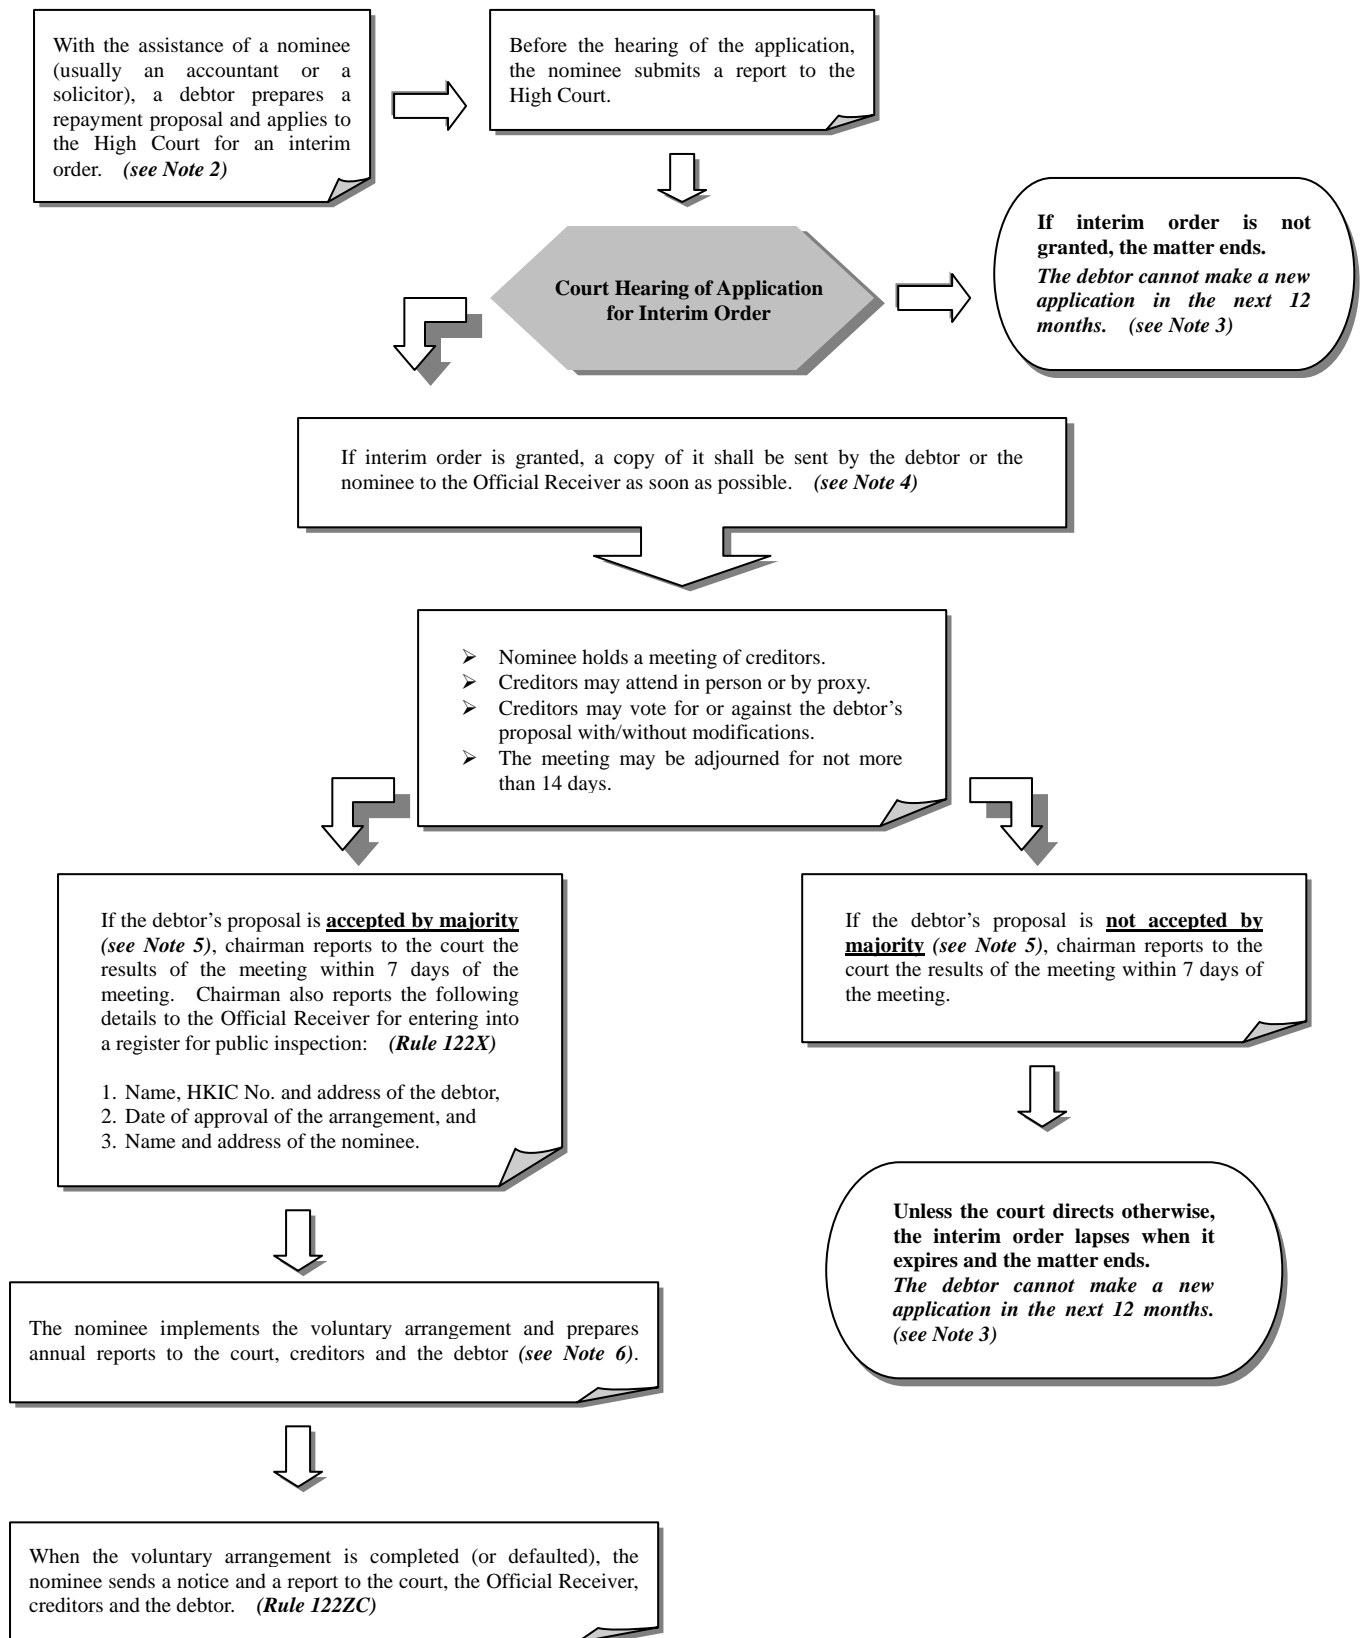 With the assistance of a nominee
(usually an accountant or a
solicitor), a debtor prepares a
repayment proposal and applies to
the High Court for an interim
order. (see Note 2)
Before the hearing of the application,
the nominee submits a report to the
High Court.
If interim order is not
granted, the matter ends.
The debtor cannot make a new
application in the next 12
months. (see Note 3)
Court Hearing of Application
for Interim Order
If interim order is granted, a copy of it shall be sent by the debtor or the
nominee to the Official Receiver as soon as possible. (see Note 4)
➢ Nominee holds a meeting of creditors.
➢ Creditors may attend in person or by proxy.
➢ Creditors may vote for or against the debtor’s
proposal with/without modifications.
➢ The meeting may be adjourned for not more
than 14 days.
If the debtor’s proposal is accepted by majority
(see Note 5), chairman reports to the court the
results of the meeting within 7 days of the
meeting. Chairman also reports the following
details to the Official Receiver for entering into
a register for public inspection: (Rule 122X)
1. Name, HKIC No. and address of the debtor,
2. Date of approval of the arrangement, and
3. Name and address of the nominee.
If the debtor’s proposal is not accepted by
majority (see Note 5), chairman reports to the
court the results of the meeting within 7 days of
the meeting.
Unless the court directs otherwise,
the interim order lapses when it
expires and the matter ends.
The debtor cannot make a new
application in the next 12 months.
(see Note 3)
The nominee implements the voluntary arrangement and prepares
annual reports to the court, creditors and the debtor (see Note 6).
When the voluntary arrangement is completed (or defaulted), the
nominee sends a notice and a report to the court, the Official Receiver,
creditors and the debtor. (Rule 122ZC)